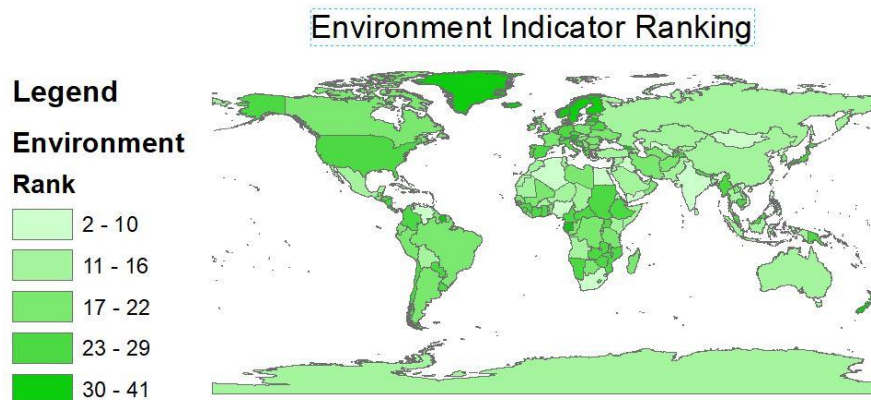 Environment Indicator Ranking
Legend
Environment
Rank
2 - 10
11 - 16
17 - 22
23 - 29
30 - 41